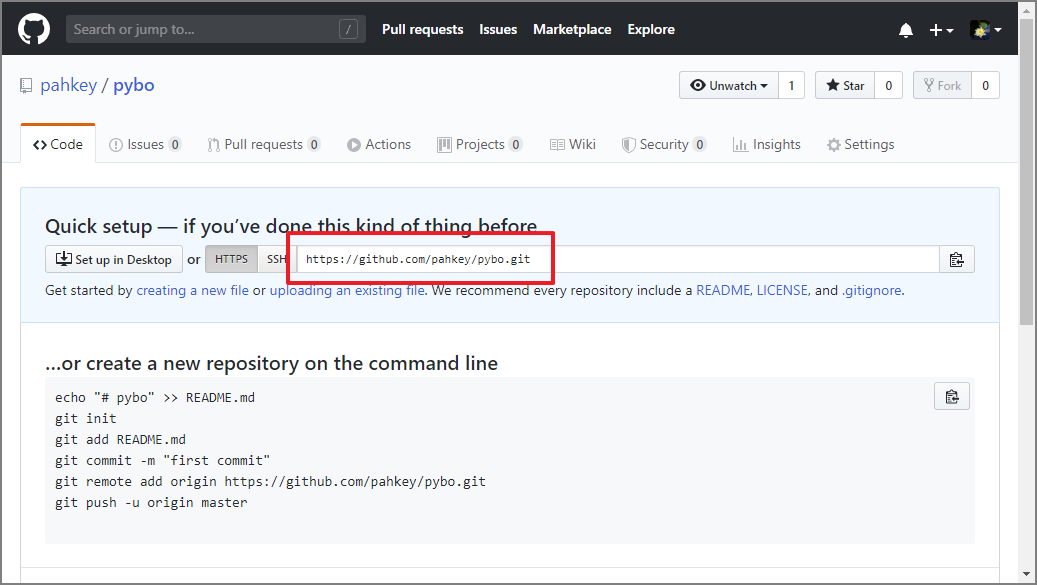 Search or jump to... /
Pull requests Issues Marketplace Explore
pahkey / pybo
Unwatch 1 Star 0 Fork 0
Code Issues 0 Pull requests 0 Actions Projects 0 Wiki Security 0 Insights Settings
Quick setup — if you’ve done this kind of thing before
Set up in Desktop or HTTPS SSH https://github.com/pahkey/pybo.git
Get started by creating a new file or uploading an existing file. We recommend every repository include a README, LICENSE, and .gitignore.
…or create a new repository on the command line
echo "# pybo" >> README.md
git init
git add README.md
git commit -m "first commit"
git remote add origin https://github.com/pahkey/pybo.git
git push -u origin master